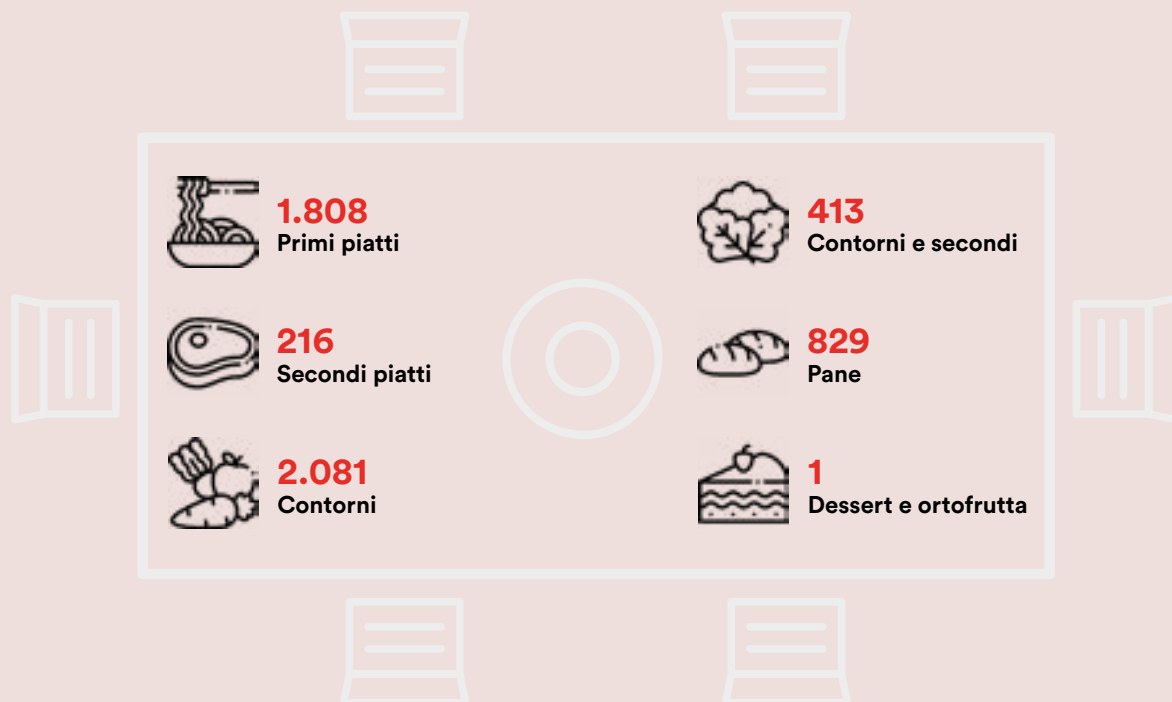 1.808
Primi piatti
216
Secondi piatti
2.081
Contorni
413
Contorni e secondi
829
Pane
1
Dessert e ortofrutta